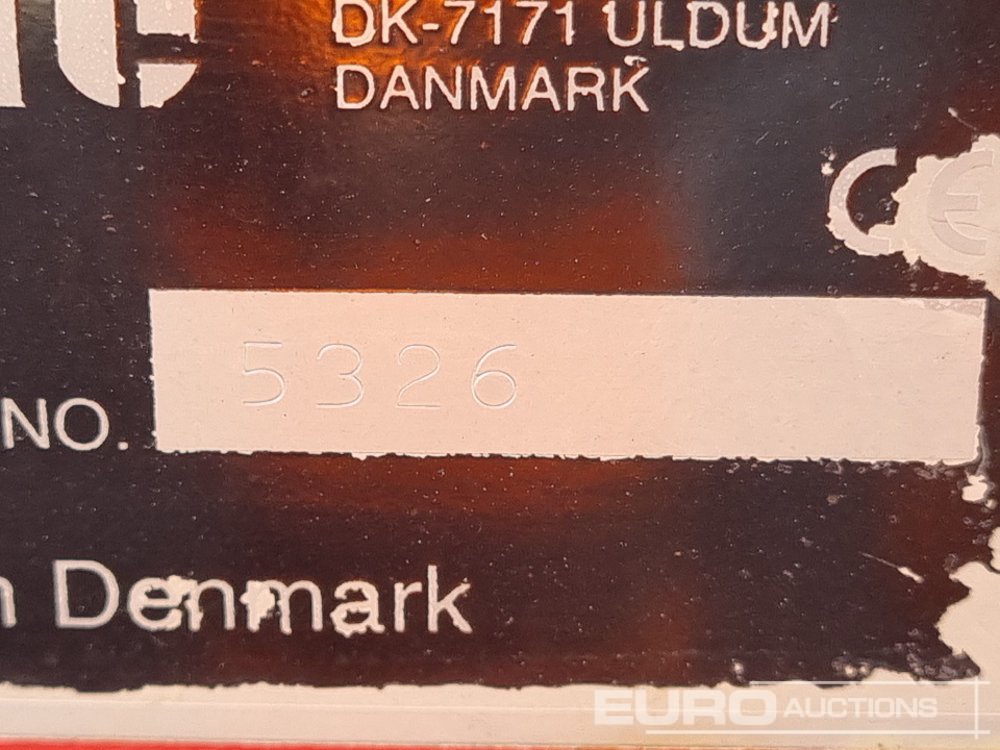 DK-7171 ULDUM
DANMARK
CE
NO. 5326
Denmark
EURO AUCTIONS